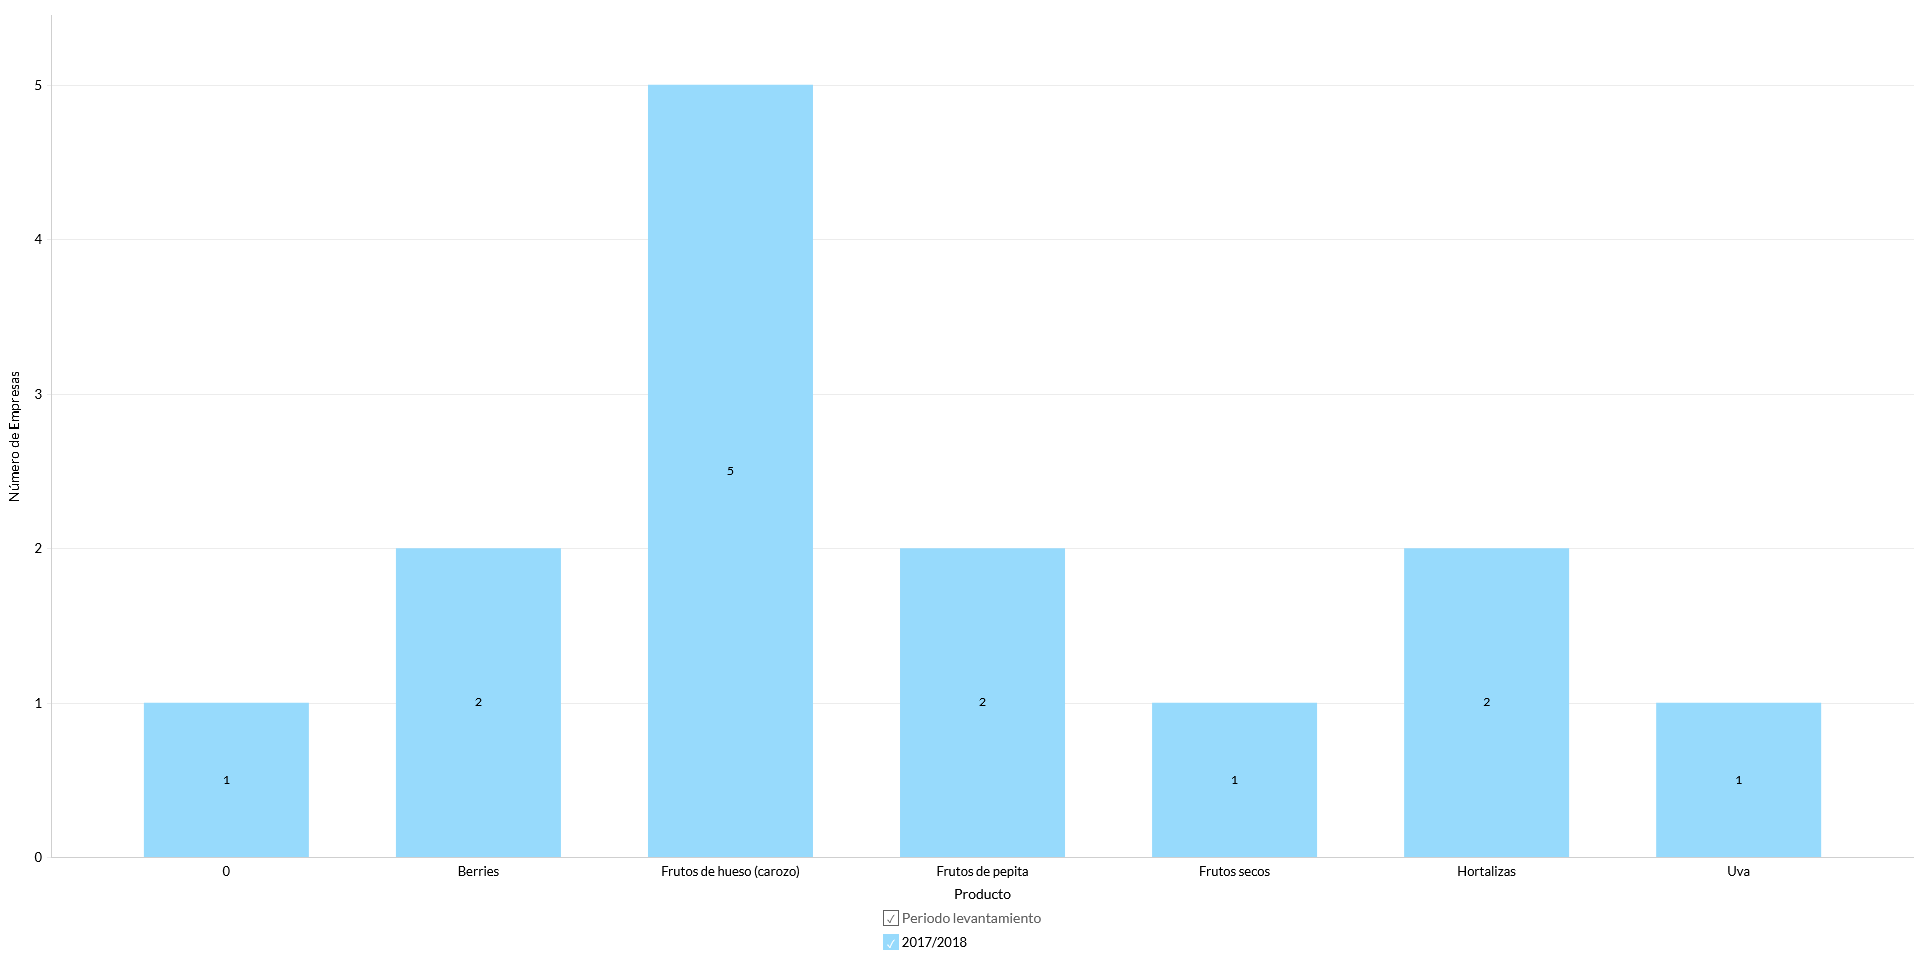 Número de Empresas
5
4
3
2
1
0
1
2
5
2
1
2
1
0
Berries
Frutos de hueso (carozo)
Frutos de pepita
Frutos secos
Hortalizas
Uva
Producto
Periodo levantamiento
2017/2018